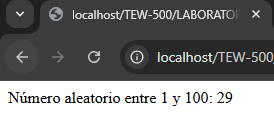 localhost/TEW-500/LABORATOR
localhost/TEW-500
Número aleatorio entre 1 y 100: 29